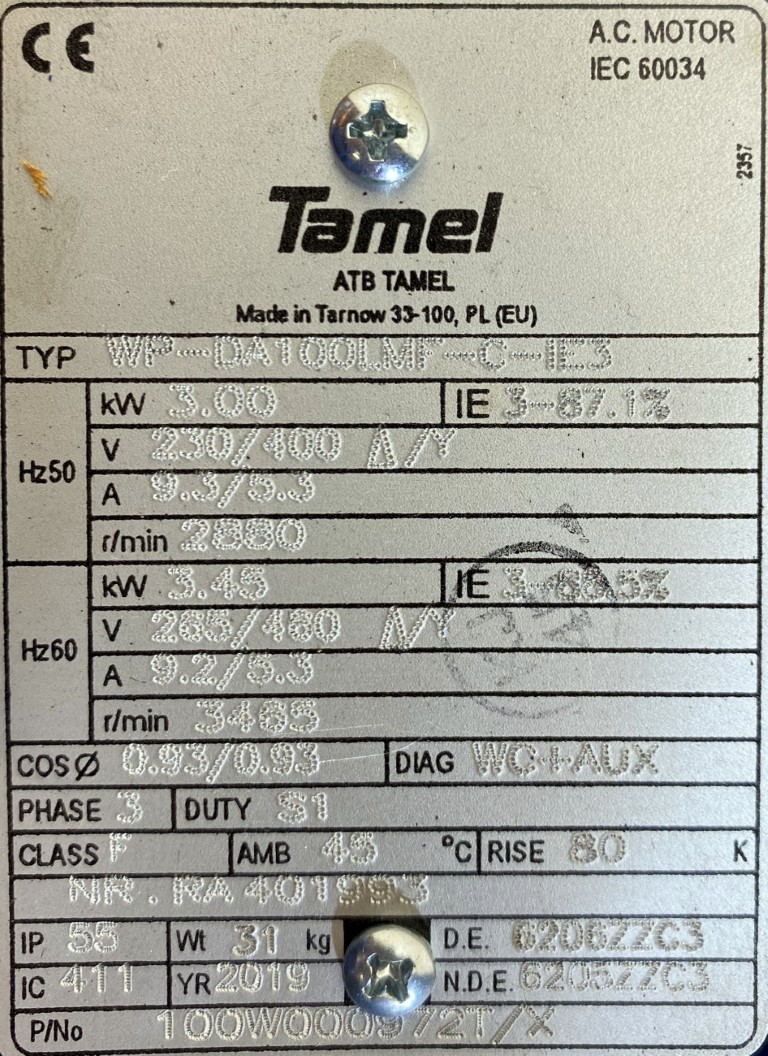 CE
A.C. MOTOR
IEC 60034
2357
Tamel
ATB TAMEL
Made in Tarnow 33-100, PL (EU)
TYP WP-DA100LMF-C-IE3
Hz50
kW 3.00 IE 3-87.1%
V 230/400 Δ/Y
A 9.3/5.3
r/min 2880
Hz60
kW 3.45 IE
V 265/460 Δ/Y
A 9.2/5.3
r/min 3465
COSØ 0.93/0.93 DIAG WC+AUX
PHASE 3 DUTY S1
CLASS F AMB 45 °C RISE 80 K
NR. RA 401993
IP 55 Wt 31 kg D.E. 6206ZZC3
IC 411 YR 2019 N.D.E. 6205ZZC3
P/No 100W000972T/X